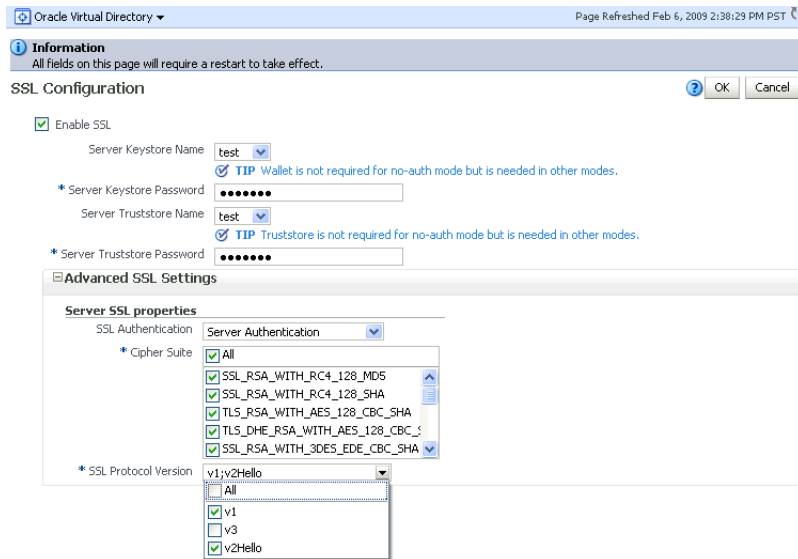 Oracle Virtual Directory
Page Refreshed Feb 6, 2009 2:38:29 PM PST
Information
All fields on this page will require a restart to take effect.
SSL Configuration
OK Cancel
Enable SSL
Server Keystore Name test
TIP Wallet is not required for no-auth mode but is needed in other modes.
* Server Keystore Password •••••••
Server Truststore Name test
TIP Truststore is not required for no-auth mode but is needed in other modes.
* Server Truststore Password •••••••
Advanced SSL Settings
Server SSL properties
SSL Authentication Server Authentication
* Cipher Suite All
SSL_RSA_WITH_RC4_128_MD5
SSL_RSA_WITH_RC4_128_SHA
TLS_RSA_WITH_AES_128_CBC_SHA
TLS_DHE_RSA_WITH_AES_128_CBC_S
SSL_RSA_WITH_3DES_EDE_CBC_SHA
* SSL Protocol Version v1;v2Hello
All
v1
v3
v2Hello